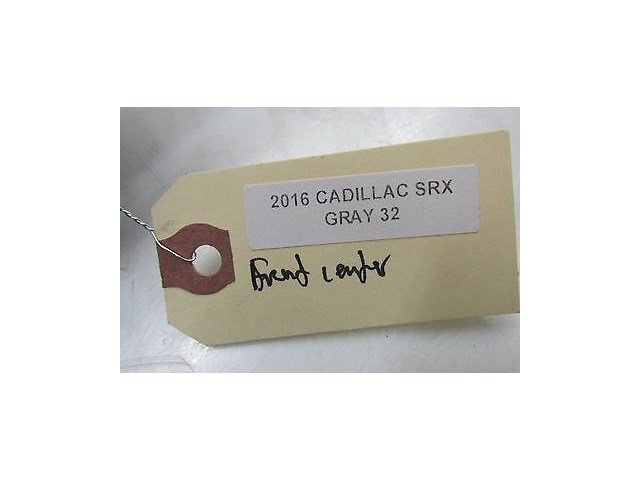 2016 CADILLAC SRX
GRAY 32
Front center